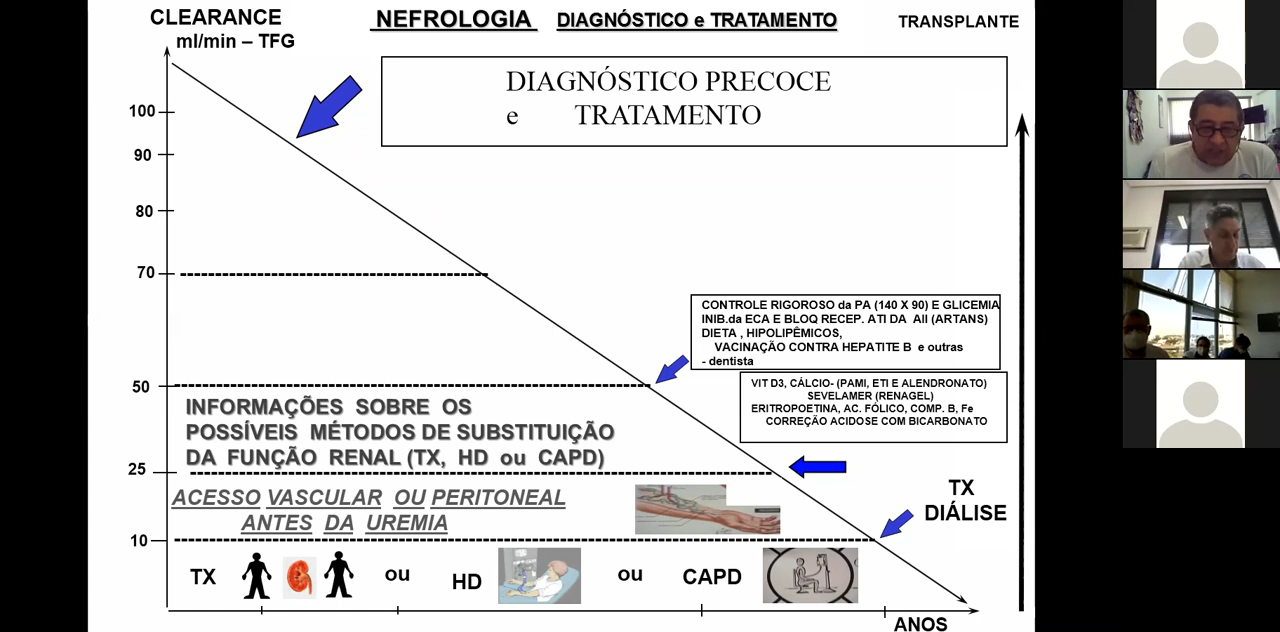 CLEARANCE
ml/min – TFG
NEFROLOGIA DIAGNÓSTICO e TRATAMENTO
TRANSPLANTE
DIAGNÓSTICO PRECOCE
e TRATAMENTO
100
90
80
70
CONTROLE RIGOROSO da PA (140 X 90) E GLICEMIA
INIB.da ECA E BLOQ RECEP. ATI DA AII (ARTANS)
DIETA , HIPOLIPÊMICOS,
VACINAÇÃO CONTRA HEPATITE B e outras
- dentista
50
VIT D3, CÁLCIO- (PAMI, ETI E ALENDRONATO)
SEVELAMER (RENAGEL)
ERITROPOETINA, AC. FÓLICO, COMP. B, Fe
CORREÇÃO ACIDOSE COM BICARBONATO
INFORMAÇÕES SOBRE OS
POSSÍVEIS MÉTODOS DE SUBSTITUIÇÃO
DA FUNÇÃO RENAL (TX, HD ou CAPD)
25
ACESSO VASCULAR OU PERITONEAL
ANTES DA UREMIA
TX
DIÁLISE
10
TX ou HD ou CAPD
ANOS